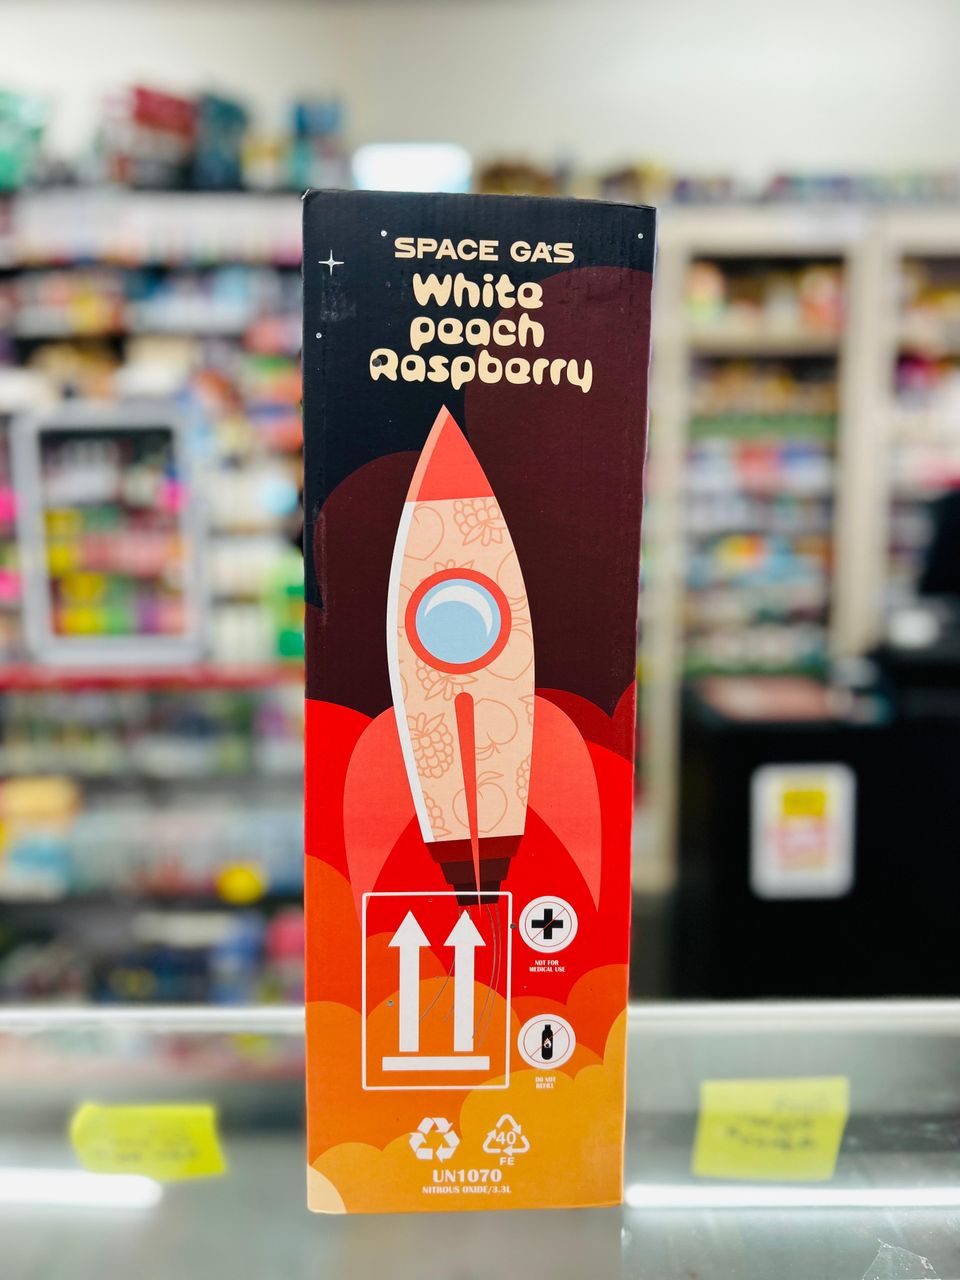 SPACE GAS
White
peach
Raspberry
NOT FOR
MEDICAL USE
DO NOT
REFILL
40
FE
UN1070
NITROUS OXIDE/3.3L